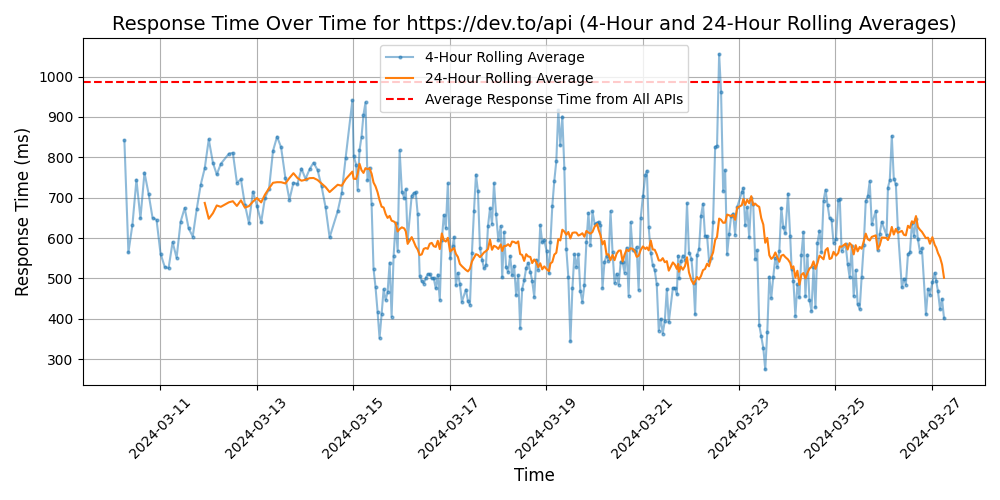 Response Time Over Time for https://dev.to/api (4-Hour and 24-Hour Rolling Averages)
4-Hour Rolling Average
24-Hour Rolling Average
Average Response Time from All APIs
Response Time (ms)
1000
900
800
700
600
500
400
300
2024-03-11
2024-03-13
2024-03-15
2024-03-17
2024-03-19
2024-03-21
2024-03-23
2024-03-25
2024-03-27
Time